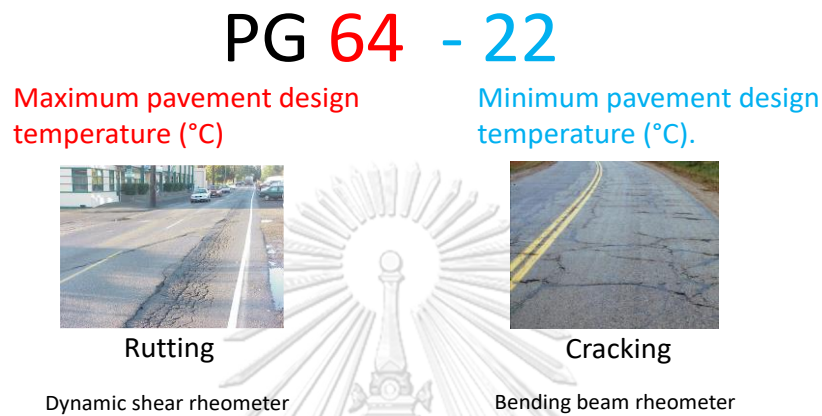 PG 64 - 22
Maximum pavement design
temperature (°C)
Minimum pavement design
temperature (°C).
Rutting
Cracking
Dynamic shear rheometer
Bending beam rheometer